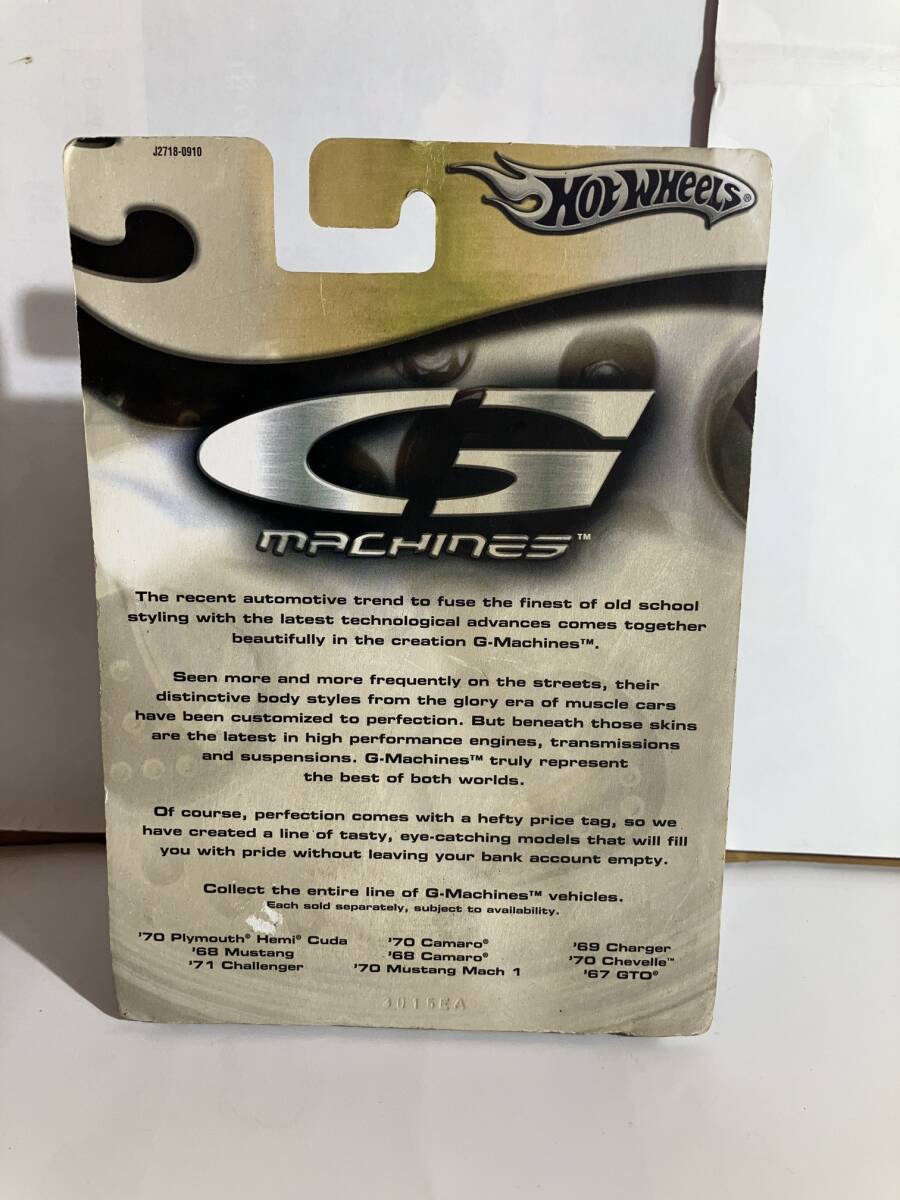 J2718-0910
HOT WHEELS®
G
MACHINES™
The recent automotive trend to fuse the finest of old school
styling with the latest technological advances comes together
beautifully in the creation G-Machines™.
Seen more and more frequently on the streets, their
distinctive body styles from the glory era of muscle cars
have been customized to perfection. But beneath those skins
are the latest in high performance engines, transmissions
and suspensions. G-Machines™ truly represent
the best of both worlds.
Of course, perfection comes with a hefty price tag, so we
have created a line of tasty, eye-catching models that will fill
you with pride without leaving your bank account empty.
Collect the entire line of G-Machines™ vehicles.
Each sold separately, subject to availability.
'70 Plymouth® Hemi® Cuda
'68 Mustang
'71 Challenger
'70 Camaro®
'68 Camaro®
'70 Mustang Mach 1
'69 Charger
'70 Chevelle™
'67 GTO®